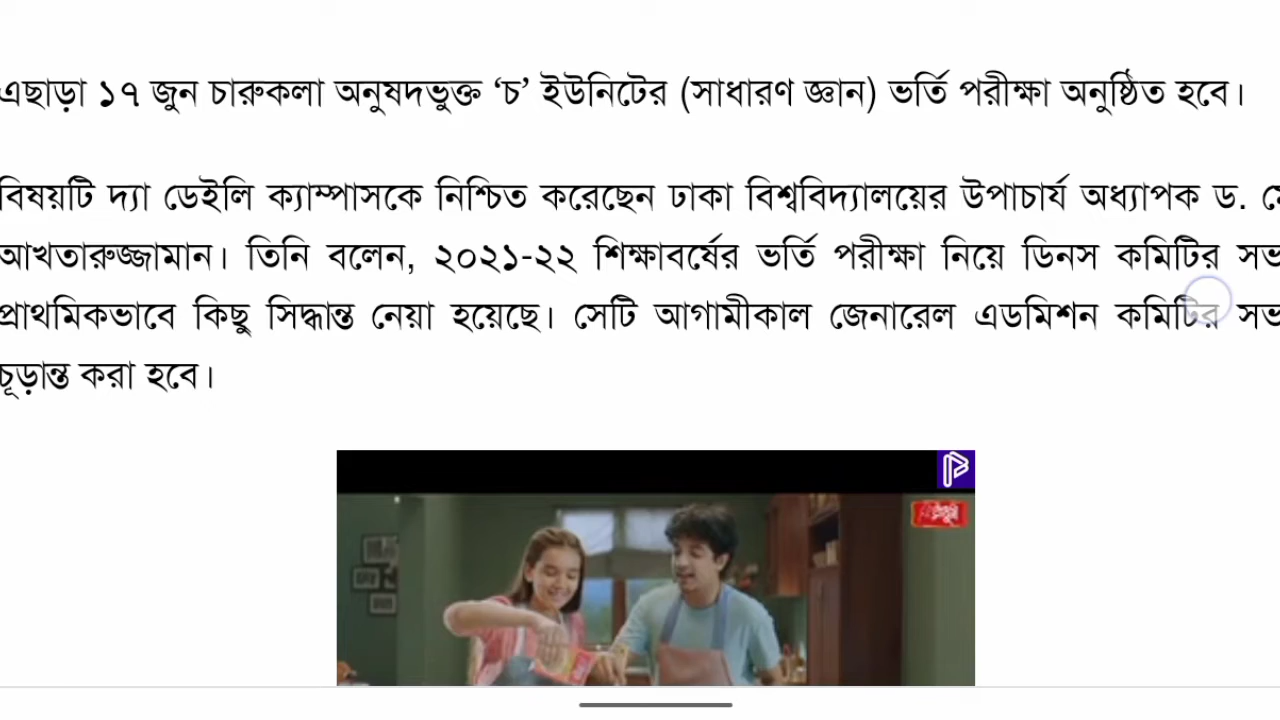 এছাড়া ১৭ জুন চারুকলা অনুষদভুক্ত ‘চ’ ইউনিটের (সাধারণ জ্ঞান) ভর্তি পরীক্ষা অনুষ্ঠিত হবে।
বিষয়টি দ্যা ডেইলি ক্যাম্পাসকে নিশ্চিত করেছেন ঢাকা বিশ্ববিদ্যালয়ের উপাচার্য অধ্যাপক ড.
আখতারুজ্জামান। তিনি বলেন, ২০২১-২২ শিক্ষাবর্ষের ভর্তি পরীক্ষা নিয়ে ডিনস কমিটির
প্রাথমিকভাবে কিছু সিদ্ধান্ত নেয়া হয়েছে। সেটি আগামীকাল জেনারেল এডমিশন কমিটির
চূড়ান্ত করা হবে।